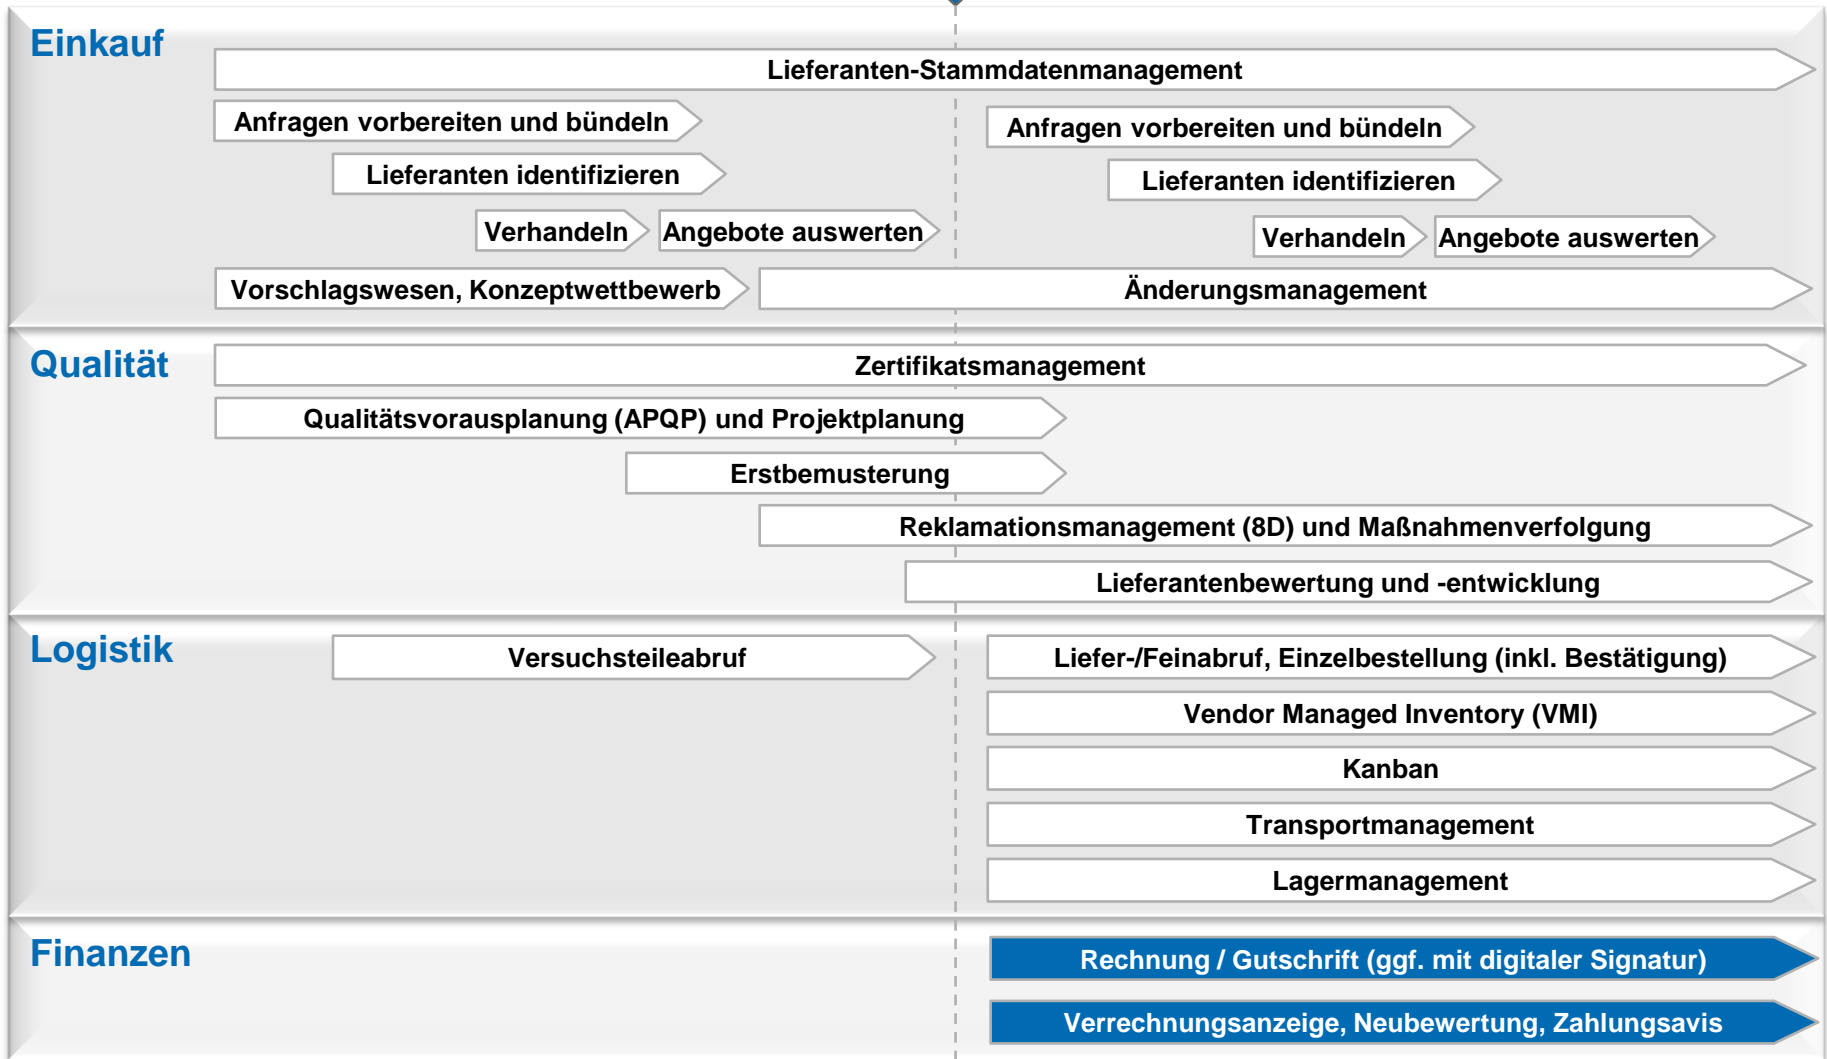 Einkauf
Lieferanten-Stammdatenmanagement
Anfragen vorbereiten und bündeln
Anfragen vorbereiten und bündeln
Lieferanten identifizieren
Lieferanten identifizieren
Verhandeln
Angebote auswerten
Verhandeln
Angebote auswerten
Vorschlagswesen, Konzeptwettbewerb
Änderungsmanagement
Qualität
Zertifikatsmanagement
Qualitätsvorausplanung (APQP) und Projektplanung
Erstbemusterung
Reklamationsmanagement (8D) und Maßnahmenverfolgung
Lieferantenbewertung und -entwicklung
Logistik
Versuchsteileabruf
Liefer-/Feinabruf, Einzelbestellung (inkl. Bestätigung)
Vendor Managed Inventory (VMI)
Kanban
Transportmanagement
Lagermanagement
Finanzen
Rechnung / Gutschrift (ggf. mit digitaler Signatur)
Verrechnungsanzeige, Neubewertung, Zahlungsavis